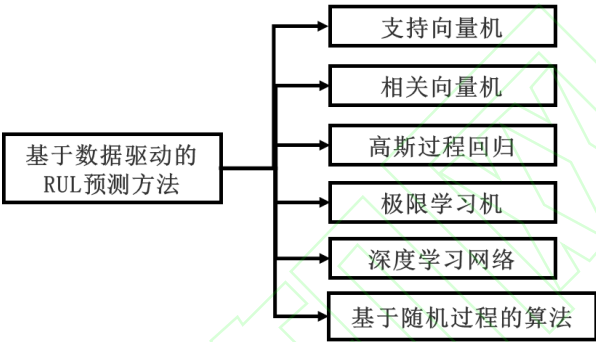 支持向量机
相关向量机
高斯过程回归
基于数据驱动的
RUL预测方法
极限学习机
深度学习网络
基于随机过程的算法